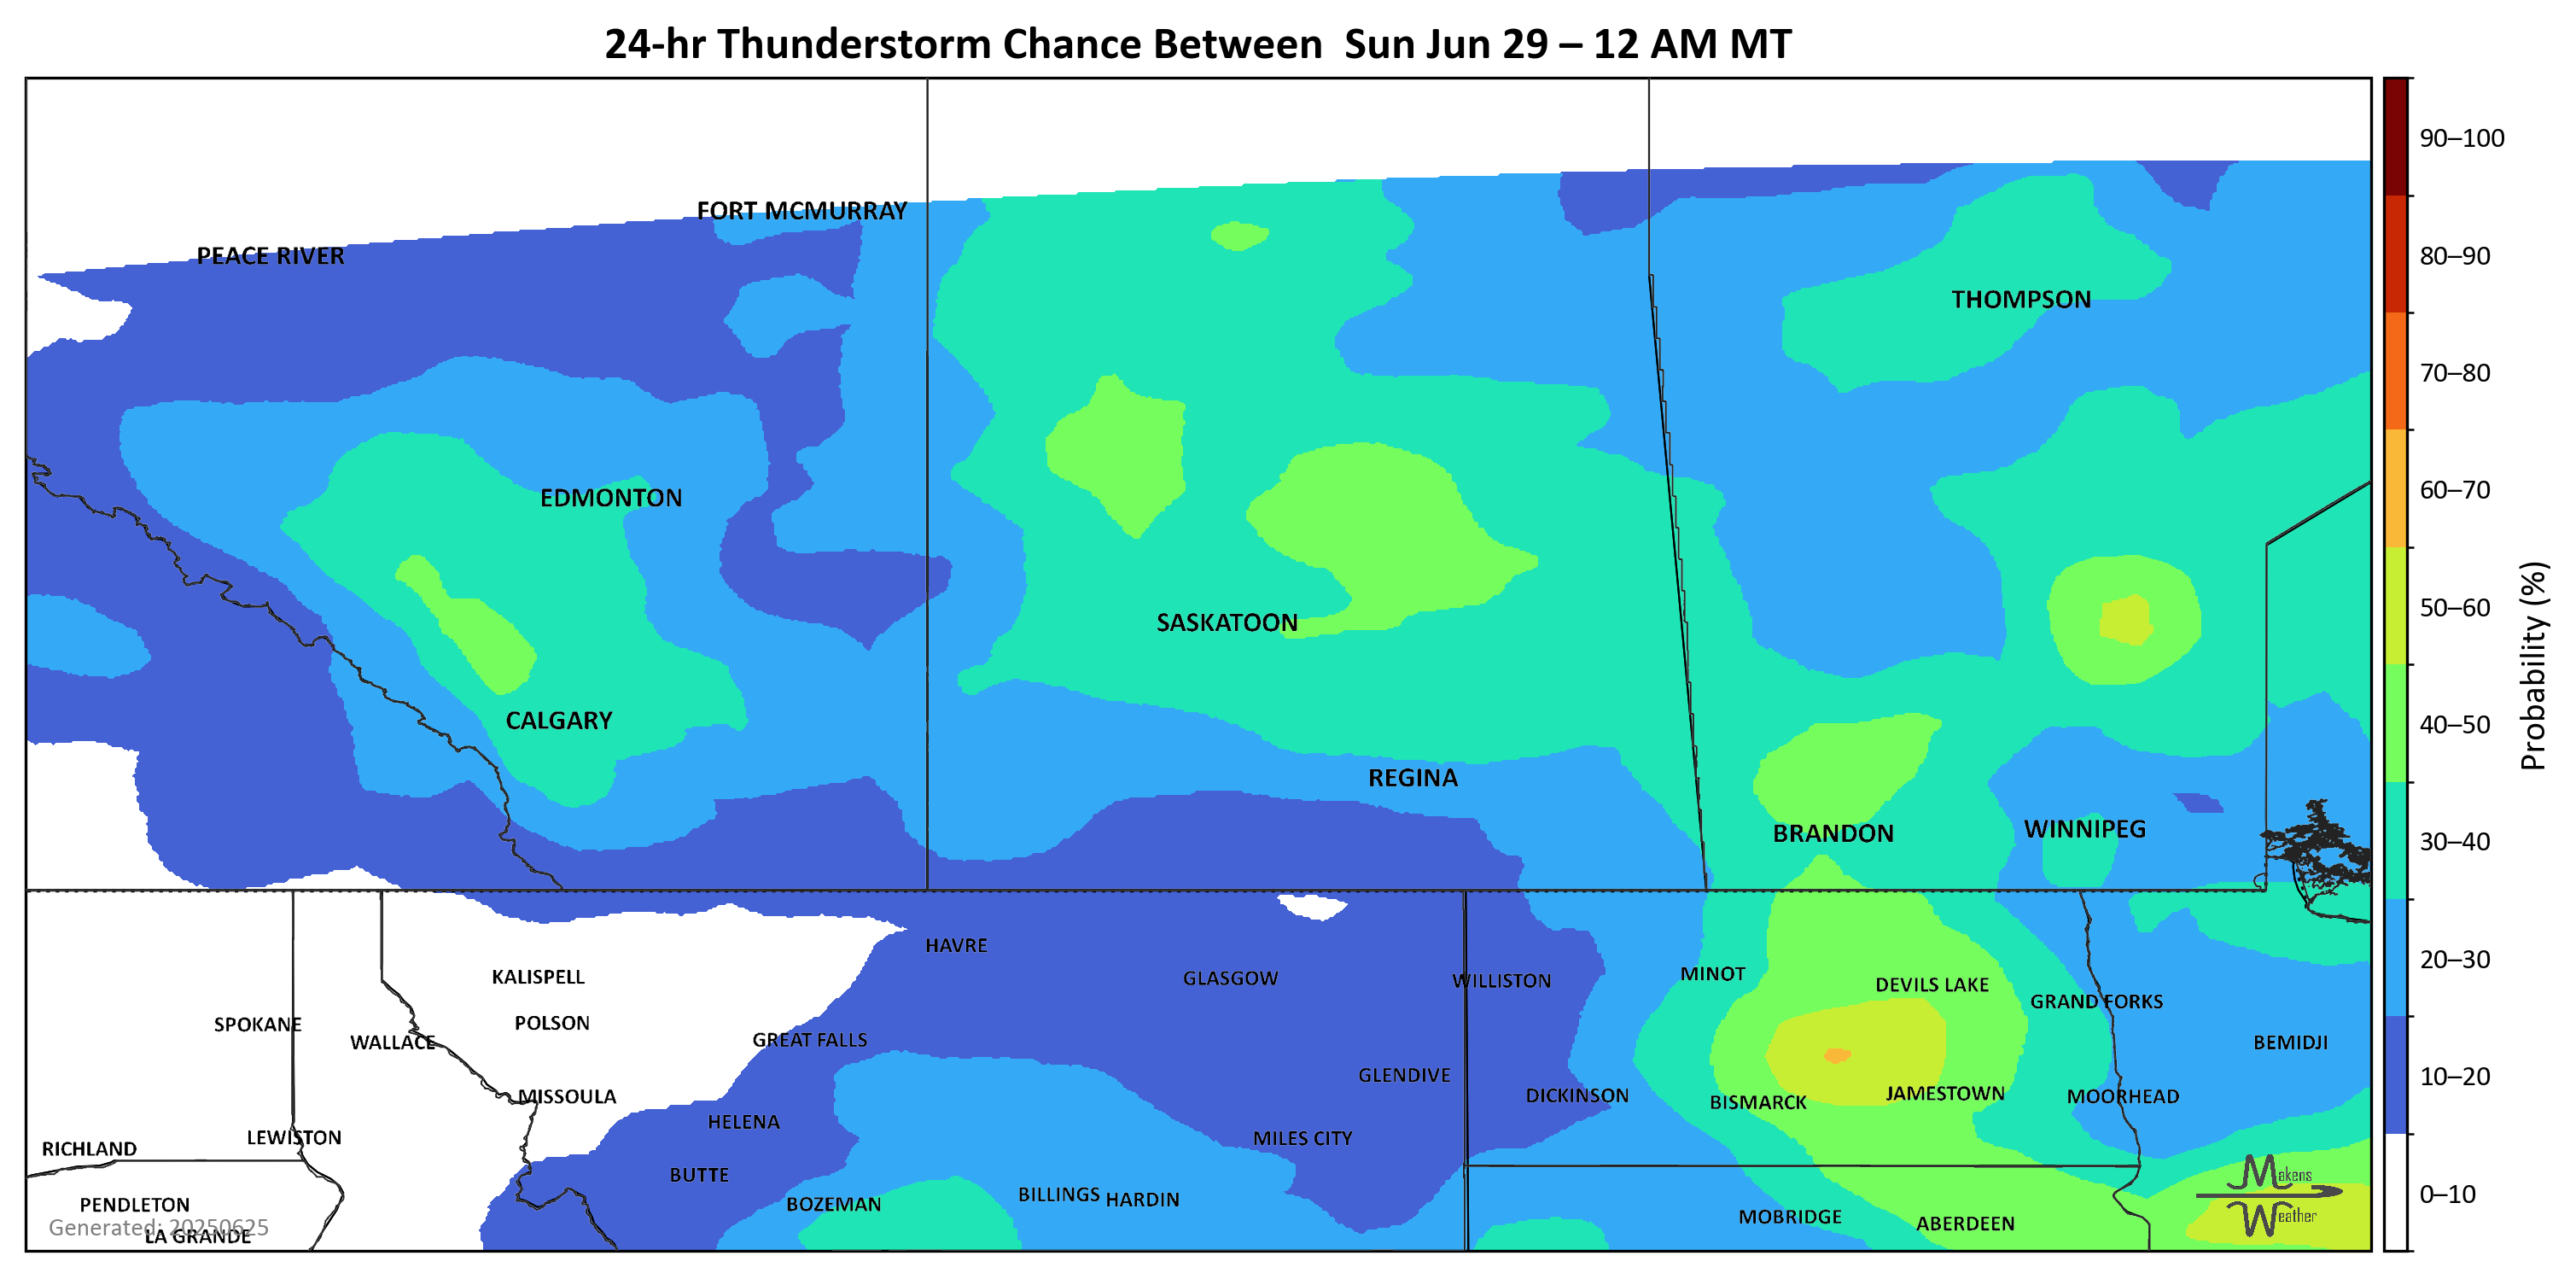 24-hr Thunderstorm Chance Between  Sun Jun 29 – 12 AM MT
FORT MCMURRAY
PEACE RIVER
THOMPSON
EDMONTON
SASKATOON
CALGARY
REGINA
BRANDON
WINNIPEG
HAVRE
KALISPELL
GLASGOW
WILLISTON
MINOT
DEVILS LAKE
GRAND FORKS
SPOKANE
POLSON
WALLACE
GREAT FALLS
BEMIDJI
GLENDIVE
MISSOULA
DICKINSON
BISMARCK
JAMESTOWN
MOORHEAD
HELENA
LEWISTON
MILES CITY
RICHLAND
BUTTE
BILLINGS
HARDIN
PENDLETON
BOZEMAN
MOBRIDGE
ABERDEEN
Generated: 20250625
LA GRANDE
Makens
Weather
90–100
80–90
70–80
60–70
50–60
40–50
30–40
20–30
10–20
0–10
Probability (%)